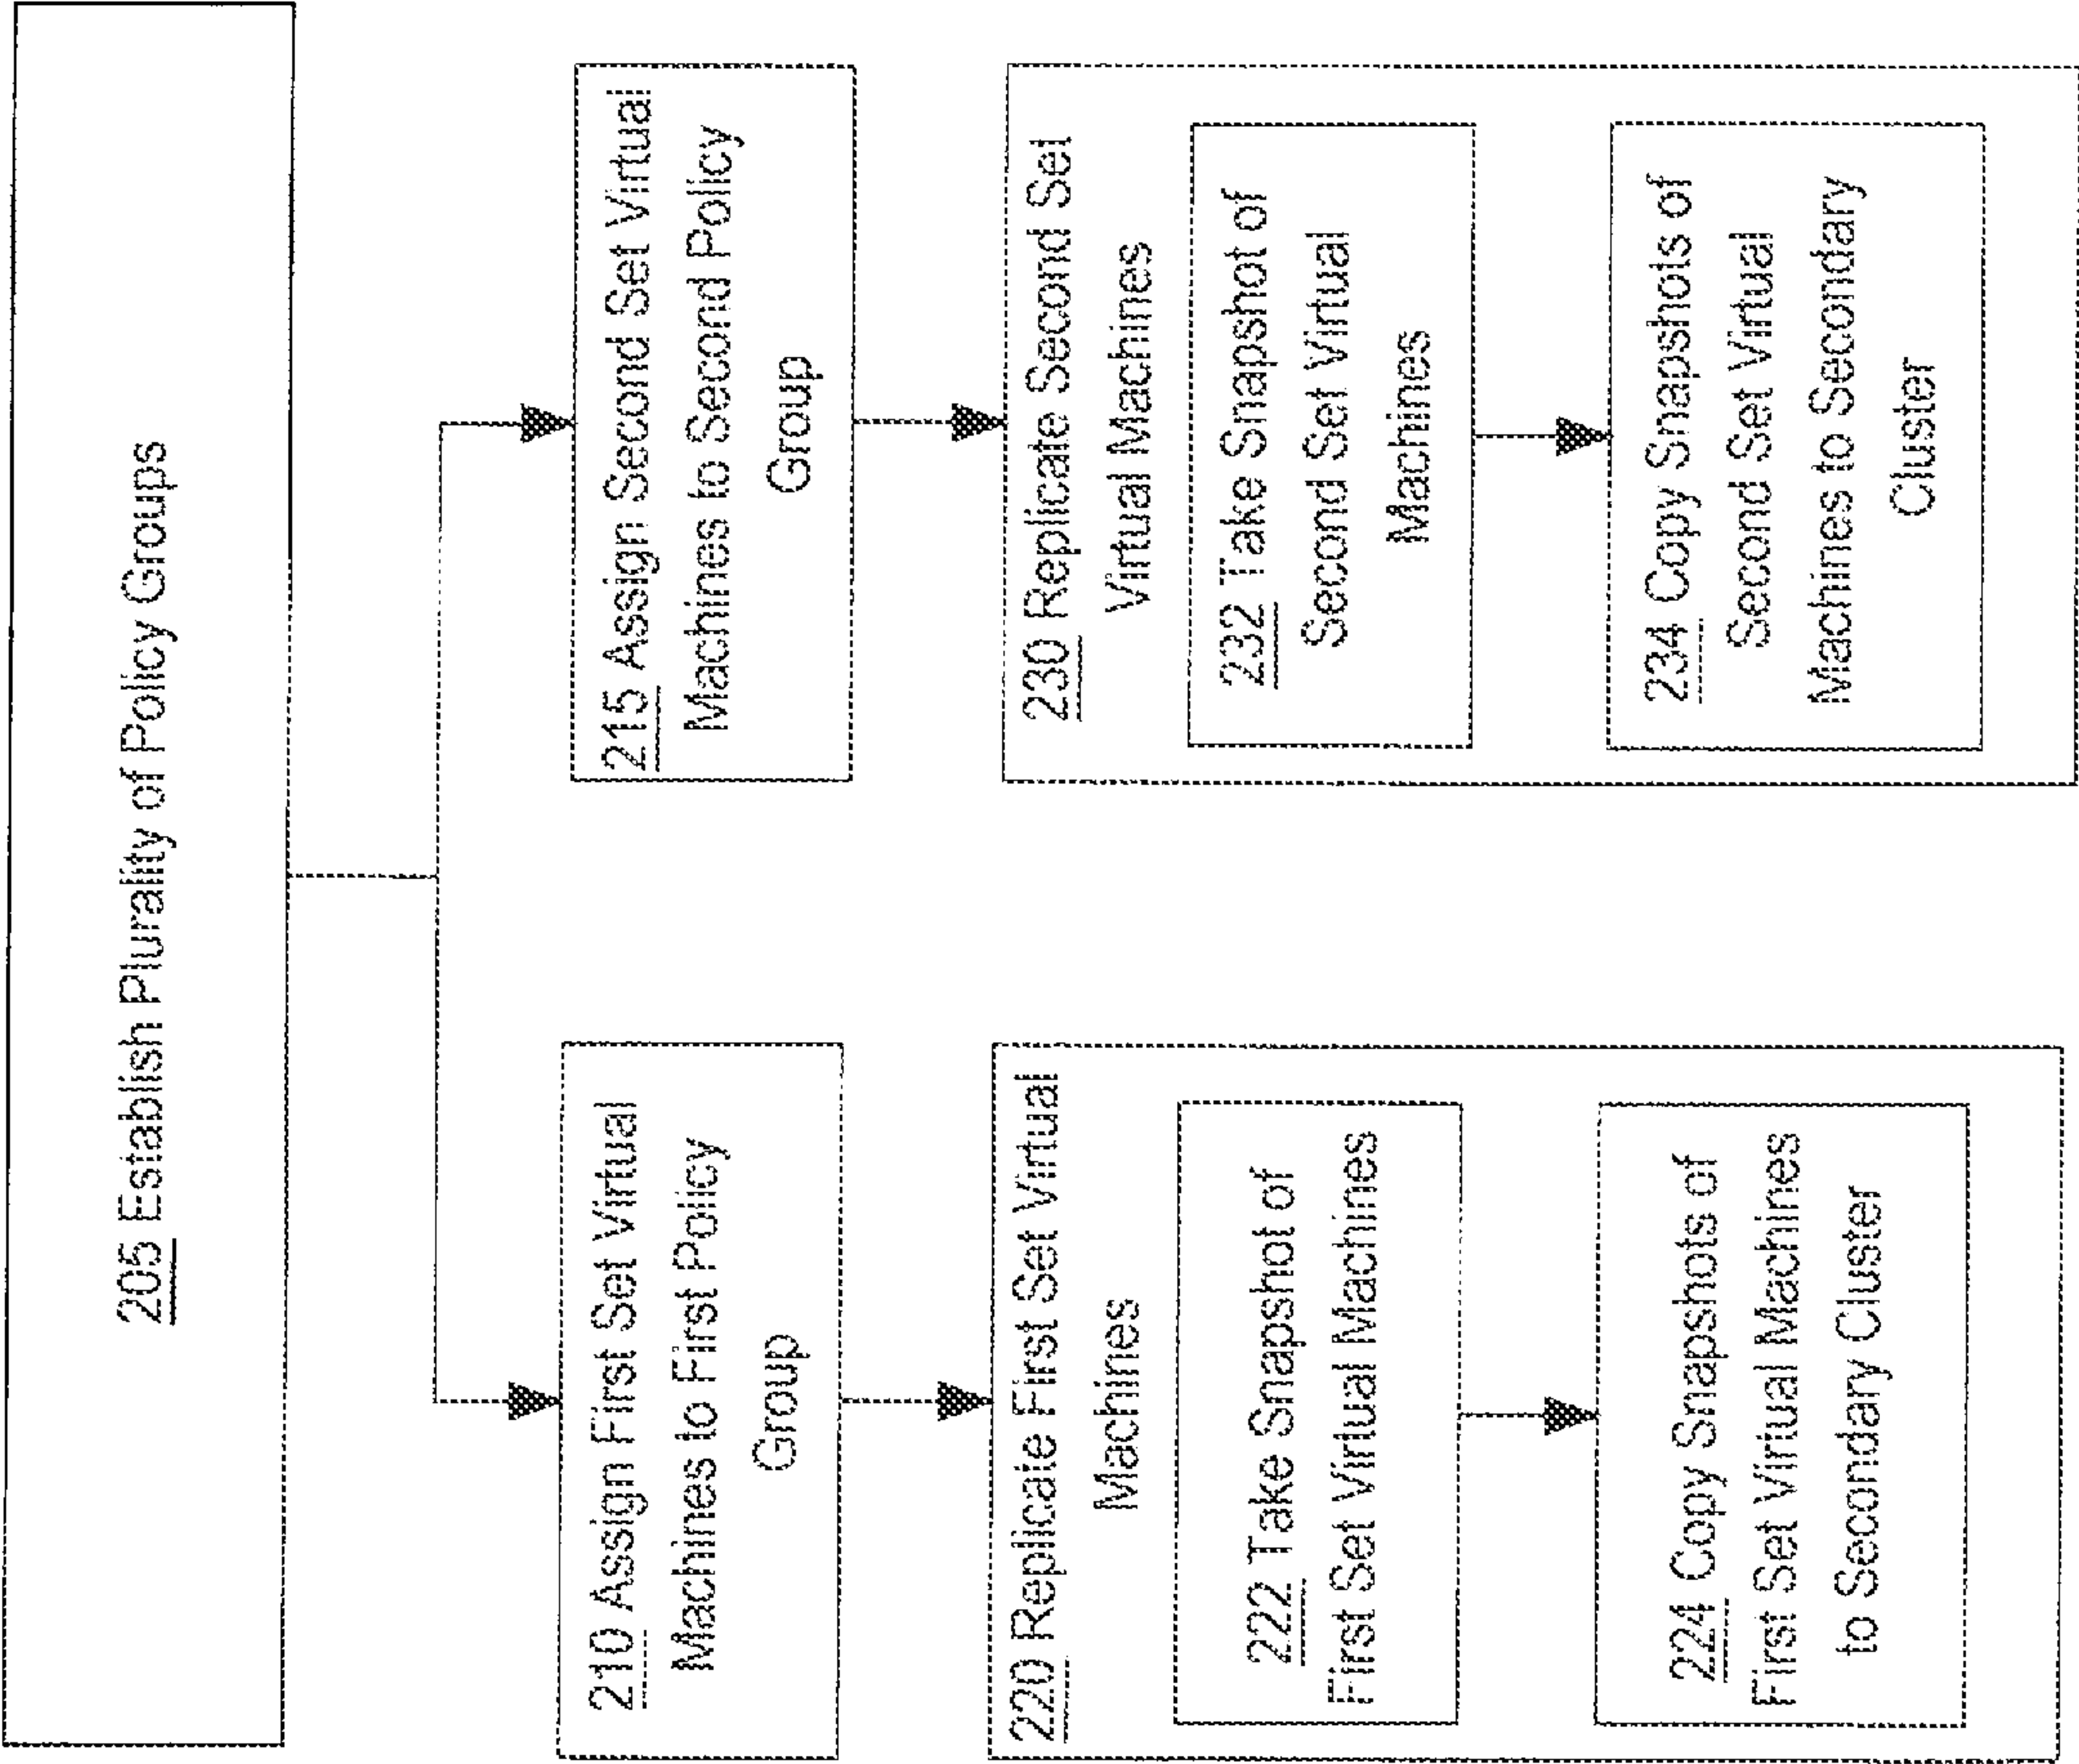 205 Establish Plurality of Policy Groups
210 Assign First Set Virtual
Machines to First Policy
Group
220 Replicate First Set Virtual
Machines
222 Take Snapshot of
First Set Virtual Machines
224 Copy Snapshots of
First Set Virtual Machines
to Secondary Cluster
215 Assign Second Set Virtual
Machines to Second Policy
Group
230 Replicate Second Set
Virtual Machines
232 Take Snapshot of
Second Set Virtual
Machines
234 Copy Snapshots of
Second Set Virtual
Machines to Secondary
Cluster